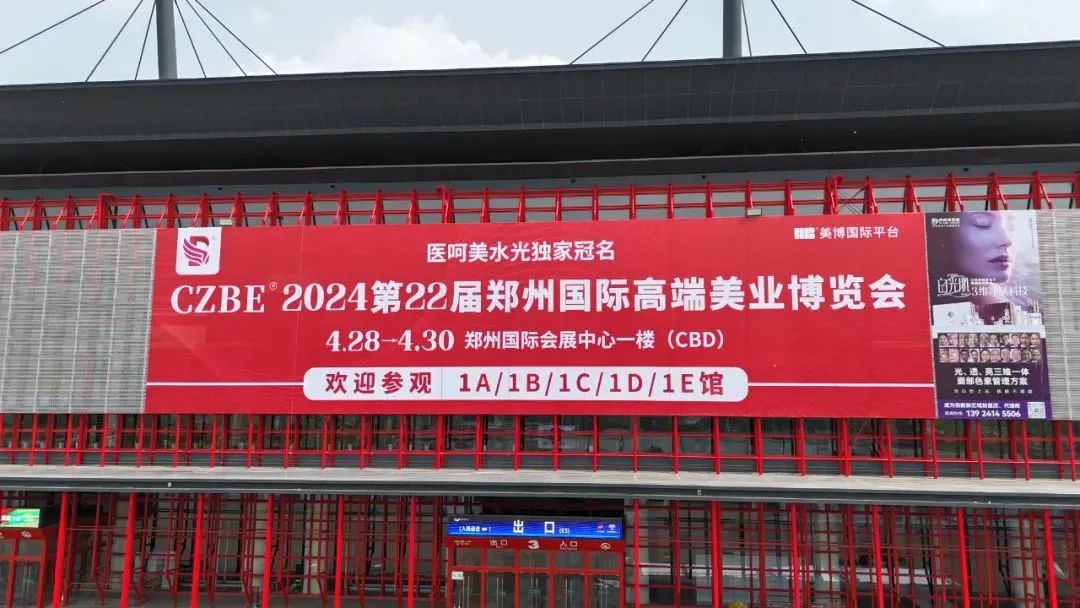 医呵美水光独家冠名
美博国际平台
CZBE® 2024第22届郑州国际高端美业博览会
4.28→4.30 郑州国际会展中心一楼（CBD）
欢迎参观 1A/1B/1C/1D/1E馆
光、透、亮三维一体
面部色素管理方案
139 2414 5506
出口 (E3)
出口 3 入口